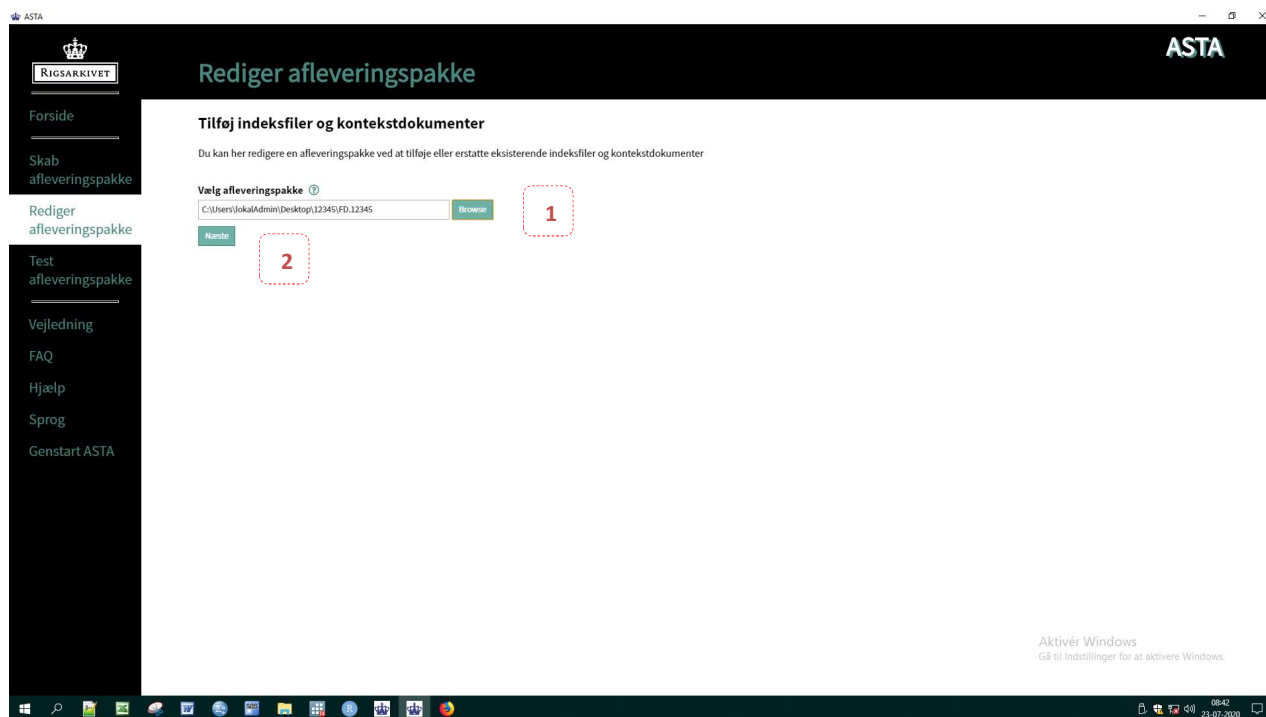 ASTA
RIGSARKIVET
Rediger afleveringspakke
ASTA
Forside
Skab
afleveringspakke
Rediger
afleveringspakke
Test
afleveringspakke
Vejledning
FAQ
Hjælp
Sprog
Genstart ASTA
Tilføj indeksfiler og kontekstdokumenter
Du kan her redigere en afleveringspakke ved at tilføje eller erstatte eksisterende indeksfiler og kontekstdokumenter
Vælg afleveringspakke ?
C:\Users\lokalAdmin\Desktop\12345\FD.12345
Browse
1
Næste
2
Aktivér Windows
Gå til Indstillinger for at aktivere Windows.
08:42
23-07-2020